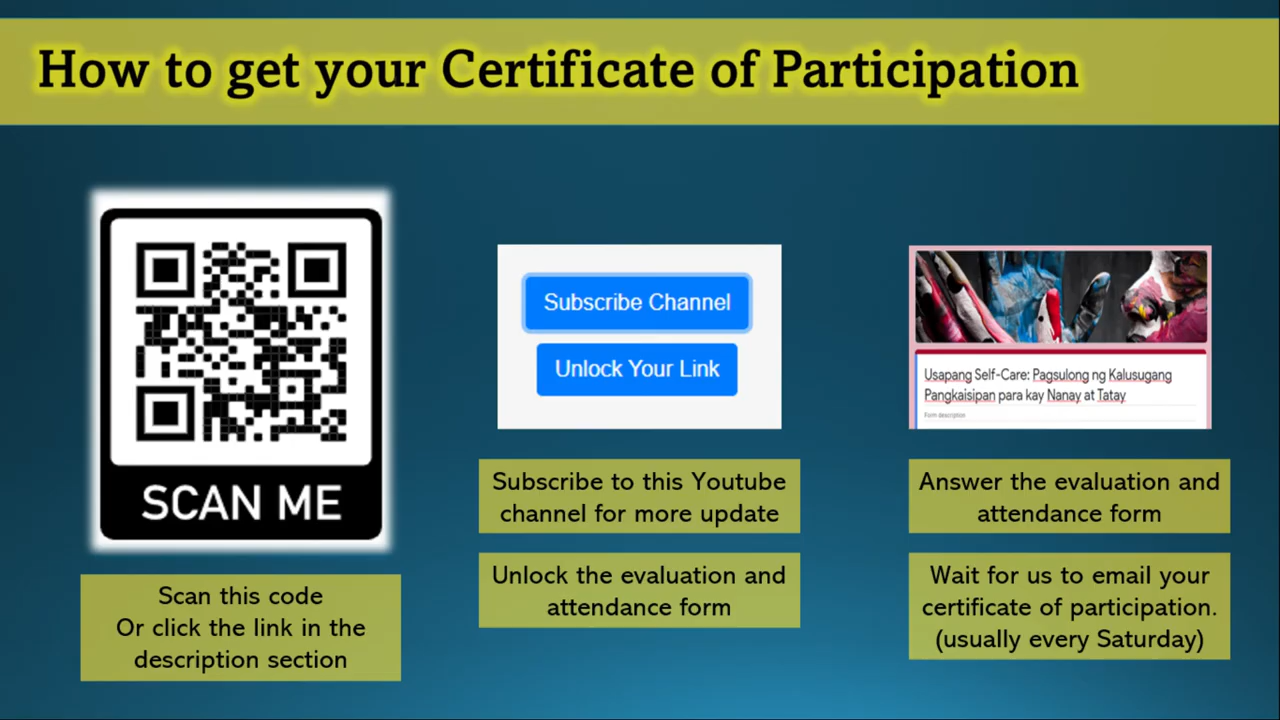 How to get your Certificate of Participation
SCAN ME
Scan this code
Or click the link in the
description section
Subscribe Channel
Unlock Your Link
Subscribe to this Youtube
channel for more update
Unlock the evaluation and
attendance form
Usapang Self-Care: Pagsulong ng Kalusugang
Pangkaisipan para kay Nanay at Tatay
Form description
Answer the evaluation and
attendance form
Wait for us to email your
certificate of participation.
(usually every Saturday)